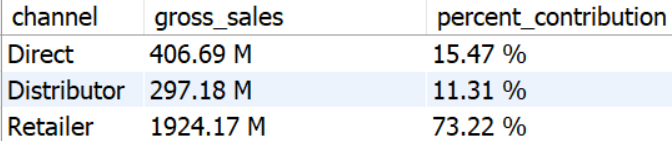 channel gross_sales percent_contribution
Direct 406.69 M 15.47 %
Distributor 297.18 M 11.31 %
Retailer 1924.17 M 73.22 %